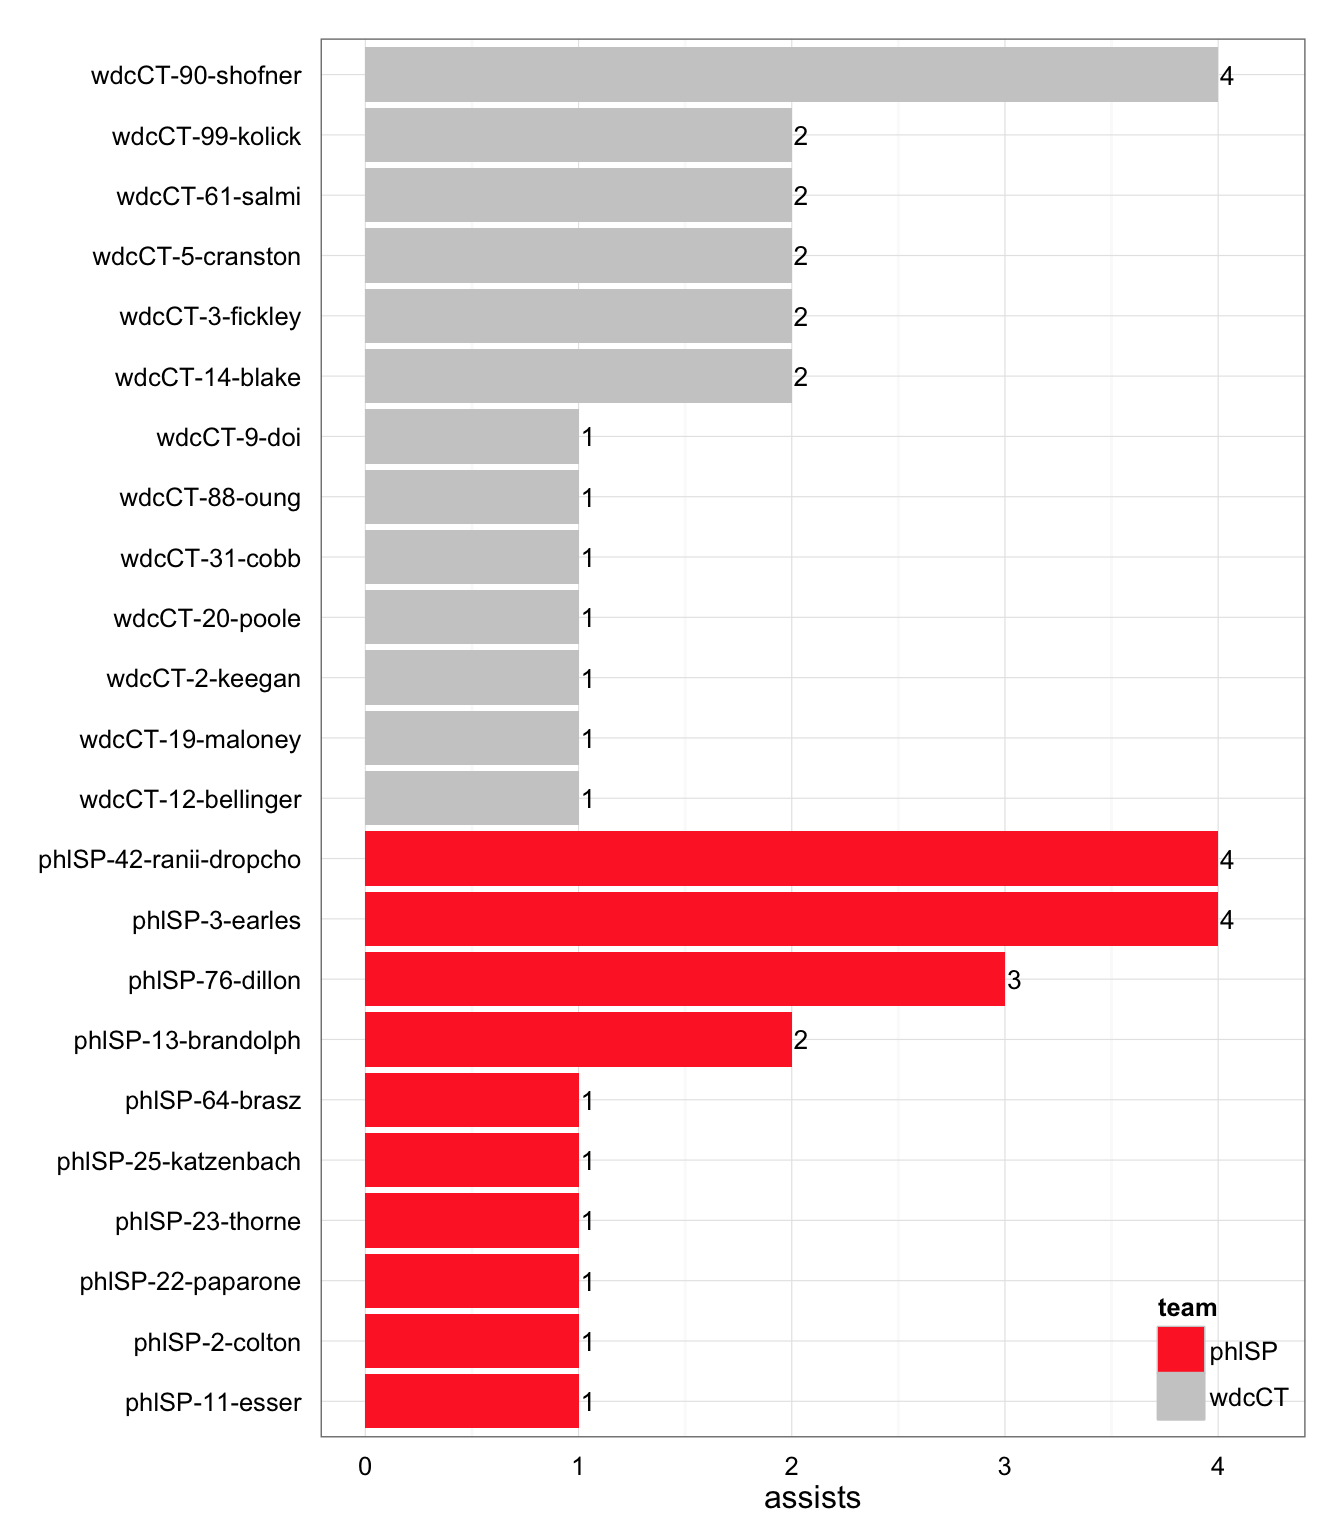 wdcCT-90-shofner 4
wdcCT-99-kolick 2
wdcCT-61-salmi 2
wdcCT-5-cranston 2
wdcCT-3-fickley 2
wdcCT-14-blake 2
wdcCT-9-doi 1
wdcCT-88-oung 1
wdcCT-31-cobb 1
wdcCT-20-poole 1
wdcCT-2-keegan 1
wdcCT-19-maloney 1
wdcCT-12-bellinger 1
phlSP-42-ranii-dropcho 4
phlSP-3-earles 4
phlSP-76-dillon 3
phlSP-13-brandolph 2
phlSP-64-brasz 1
phlSP-25-katzenbach 1
phlSP-23-thorne 1
phlSP-22-paparone 1
phlSP-2-colton 1
phlSP-11-esser 1
team
phlSP
wdcCT
0 1 2 3 4
assists